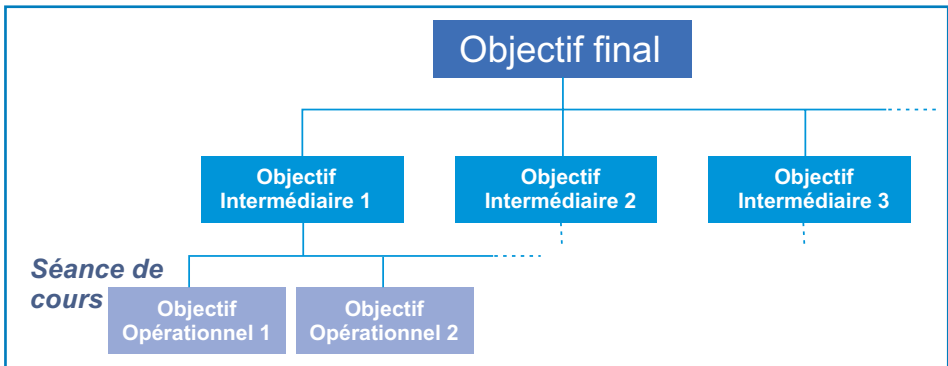 Objectif final
Objectif
Intermédiaire 1
Objectif
Intermédiaire 2
Objectif
Intermédiaire 3
Séance de
cours
Objectif
Opérationnel 1
Objectif
Opérationnel 2